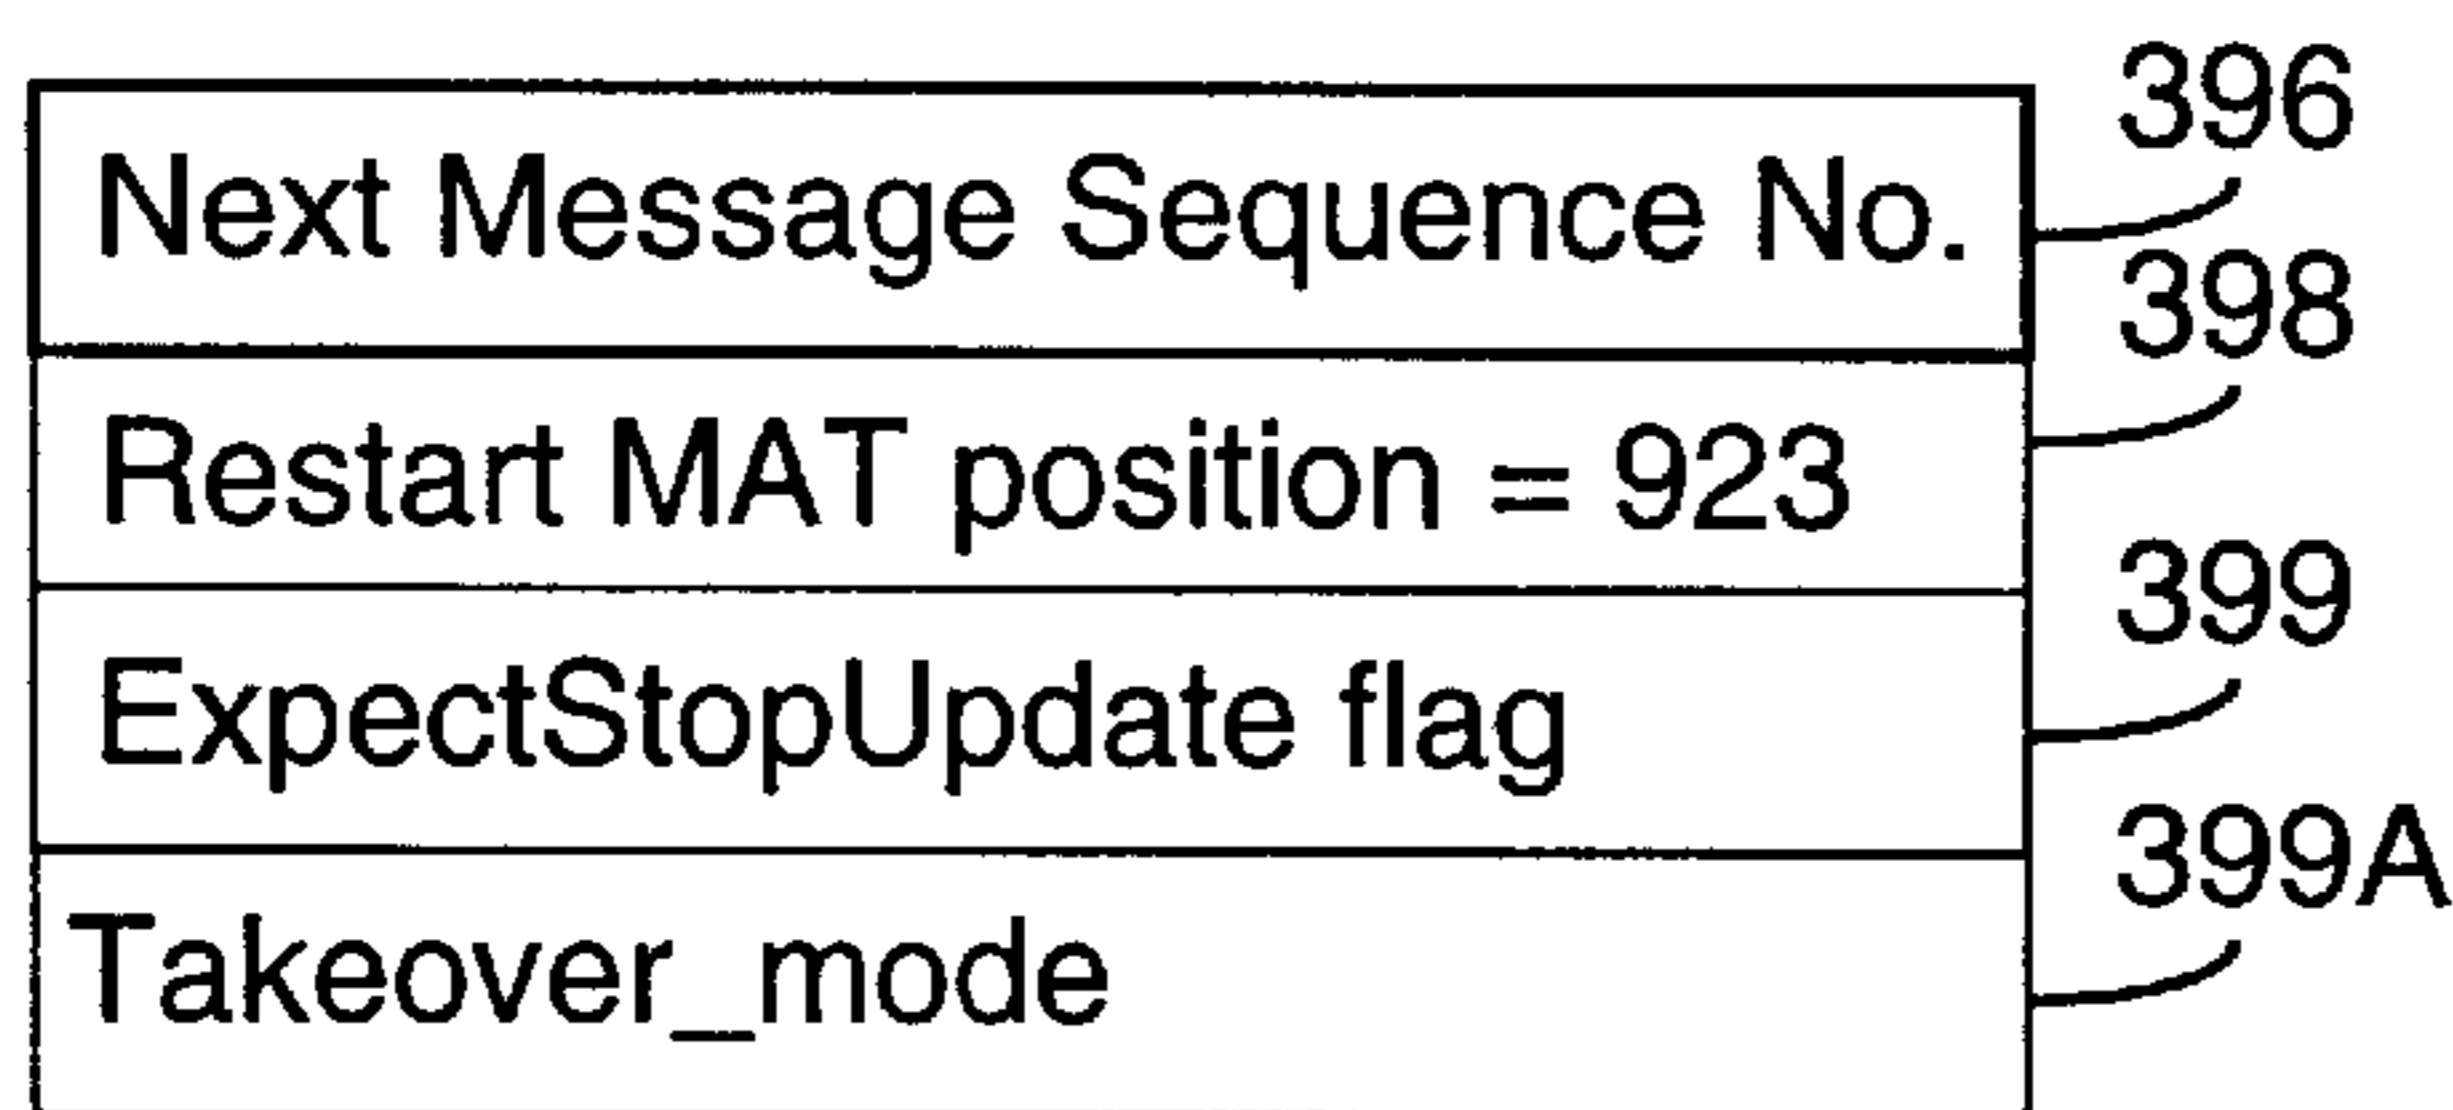 396
Next Message Sequence No.
398
Restart MAT position = 923
399
ExpectStopUpdate flag
399A
Takeover_mode